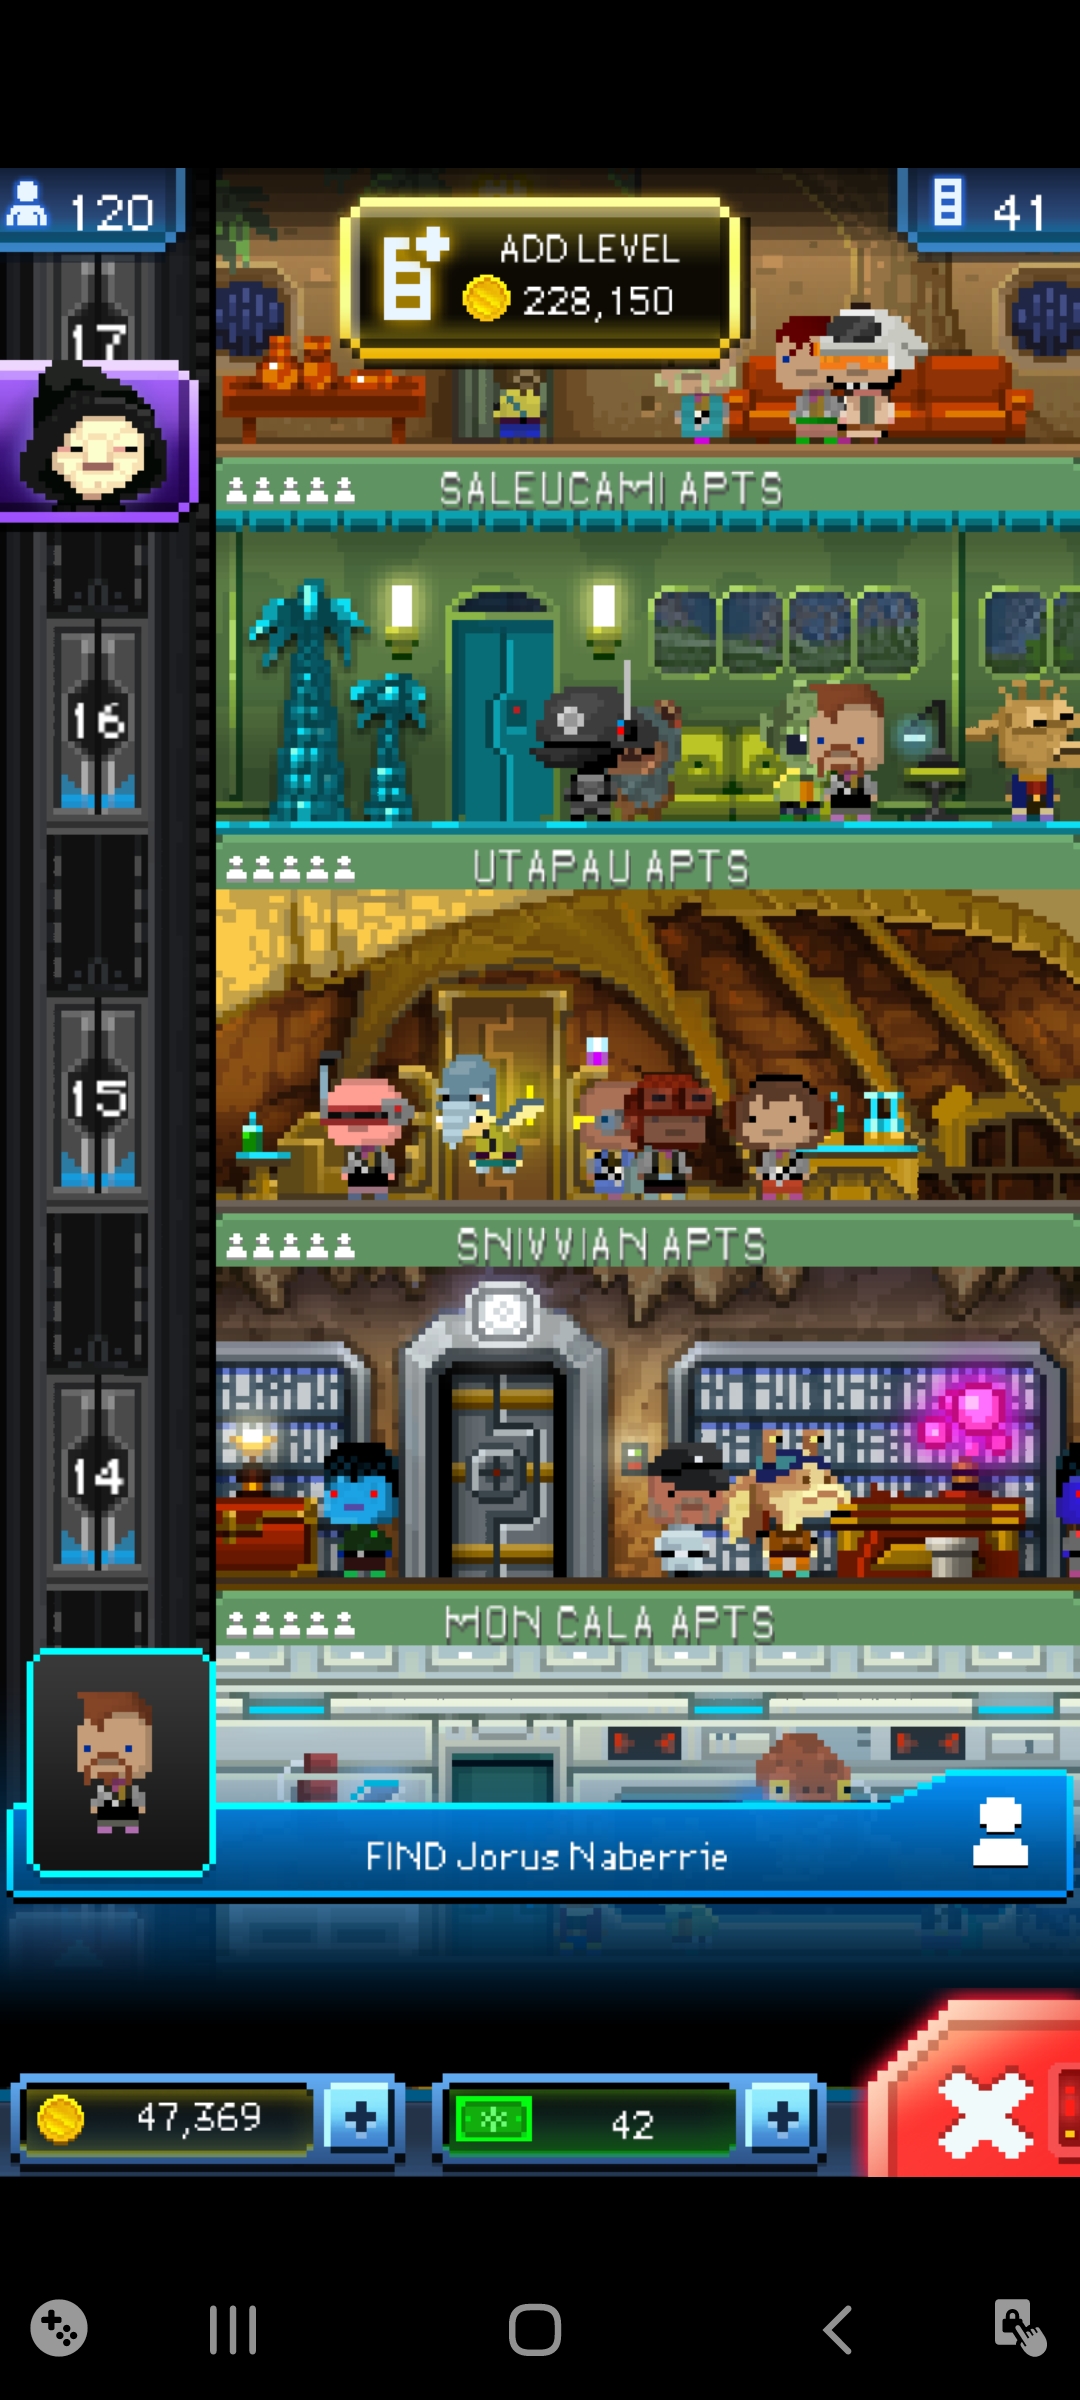 120
ADD LEVEL
228,150
41
17
SALEUCAMI APTS
16
UTAPAU APTS
15
SNIVVIAN APTS
14
MON CALA APTS
FIND Jorus Naberrie
47,369
42